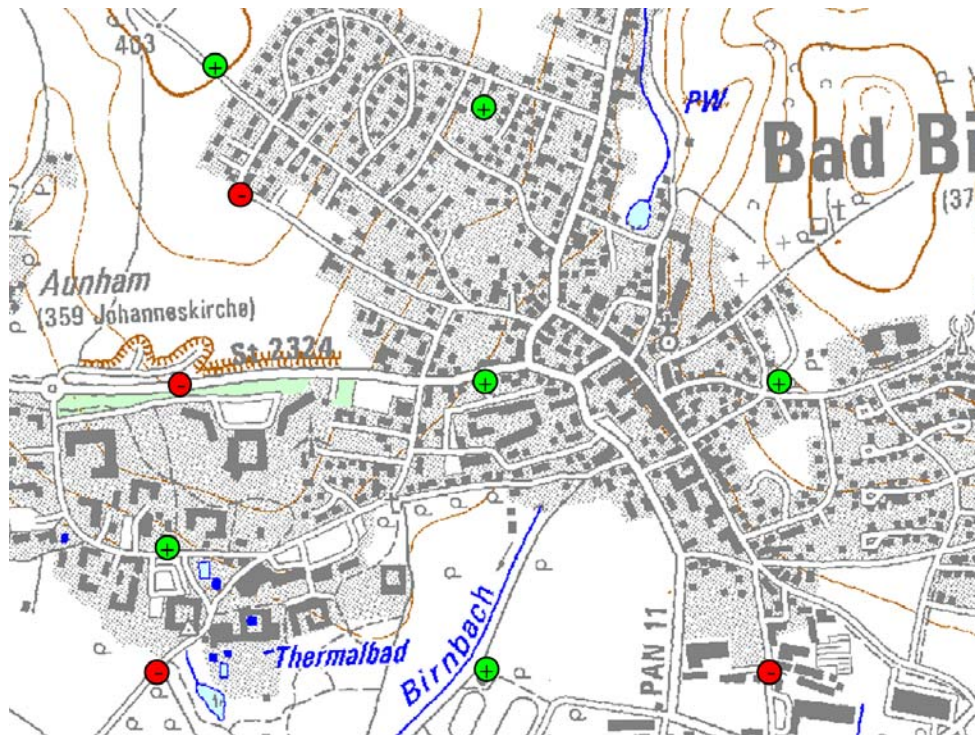 403
PW
Bad Bi
(37
Aunham
(359 Johanneskirche)
St 2324
Birnbach
PAN 11
Thermalbad